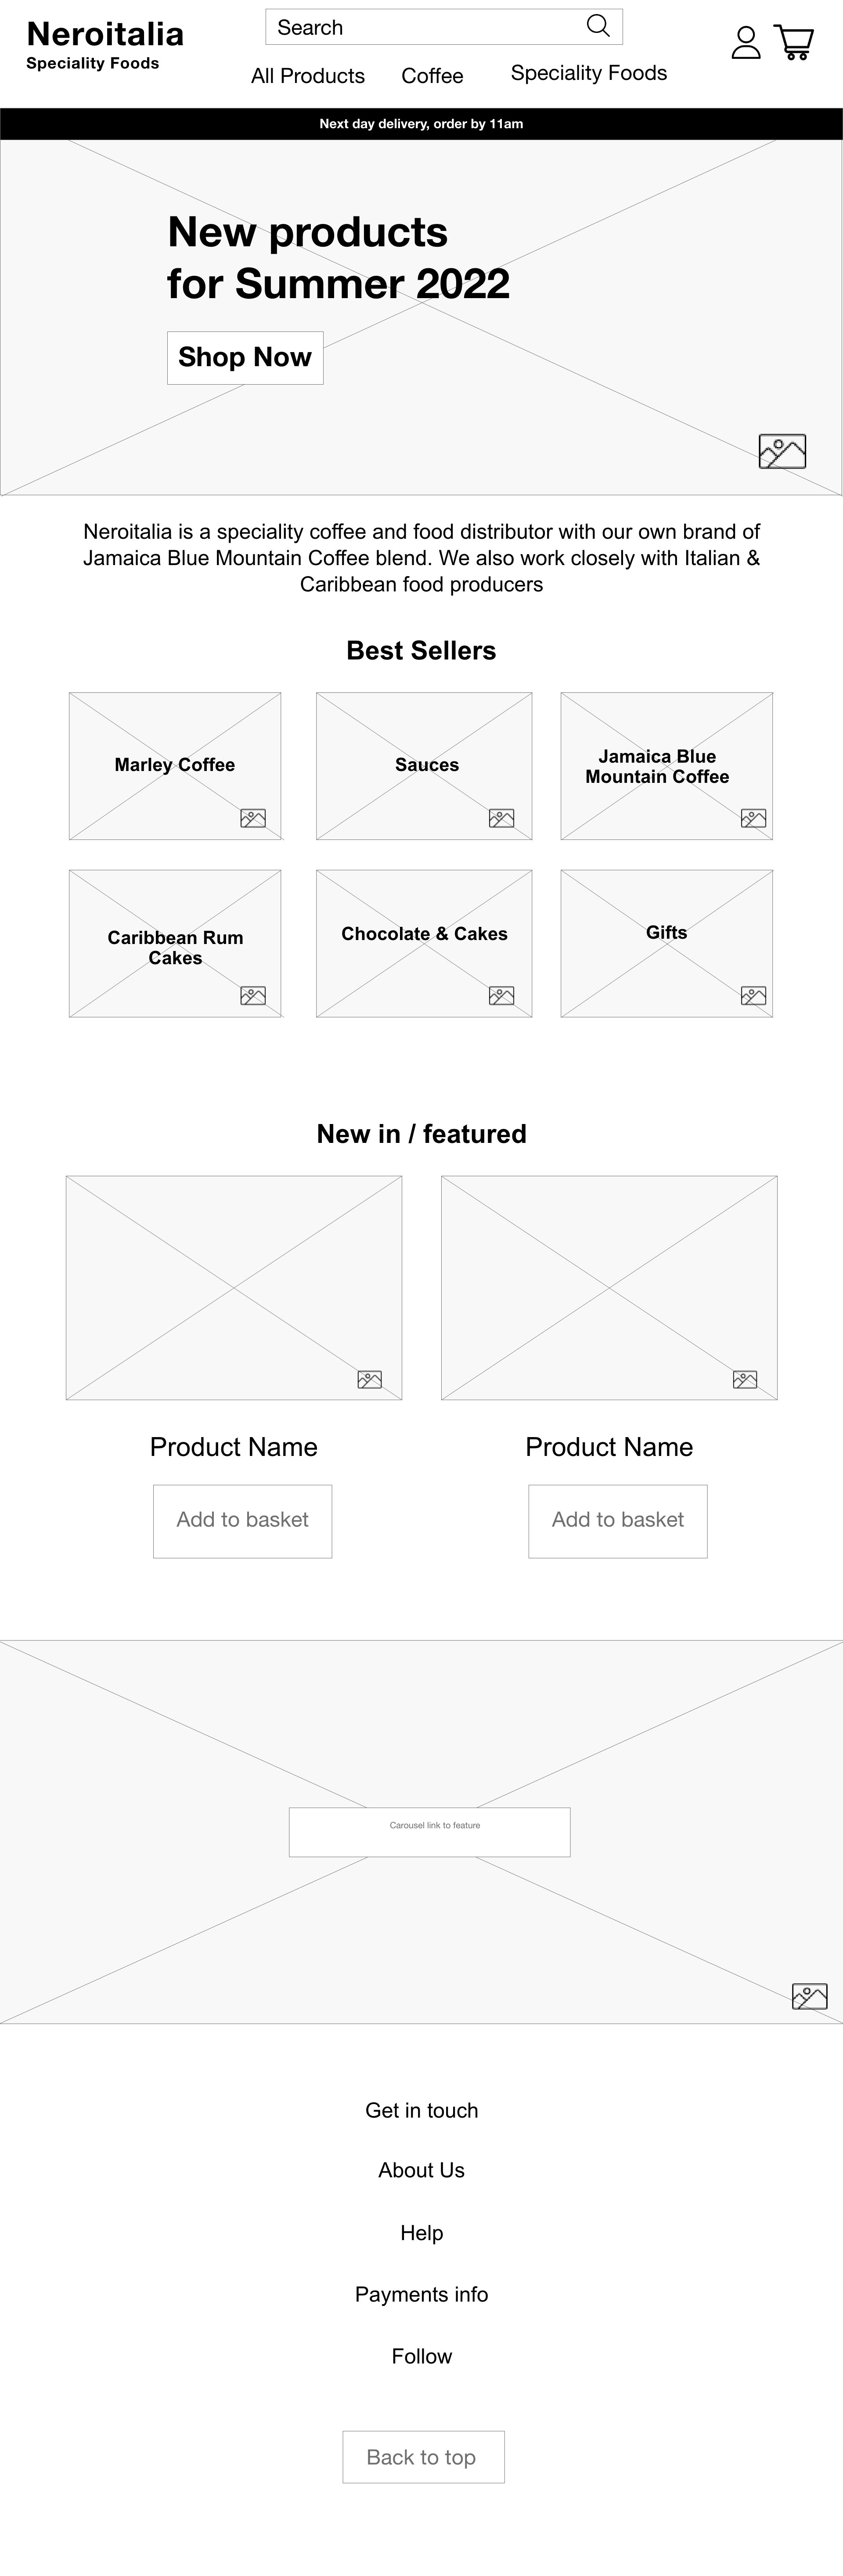 Neroitalia
Speciality Foods
Search
All Products
Coffee
Speciality Foods
Next day delivery, order by 11am
New products
for Summer 2022
Shop Now
Neroitalia is a speciality coffee and food distributor with our own brand of
Jamaica Blue Mountain Coffee blend. We also work closely with Italian &
Caribbean food producers
Best Sellers
Marley Coffee
Sauces
Jamaica Blue
Mountain Coffee
Caribbean Rum
Cakes
Chocolate & Cakes
Gifts
New in / featured
Product Name
Product Name
Add to basket
Add to basket
Carousel link to feature
Get in touch
About Us
Help
Payments info
Follow
Back to top